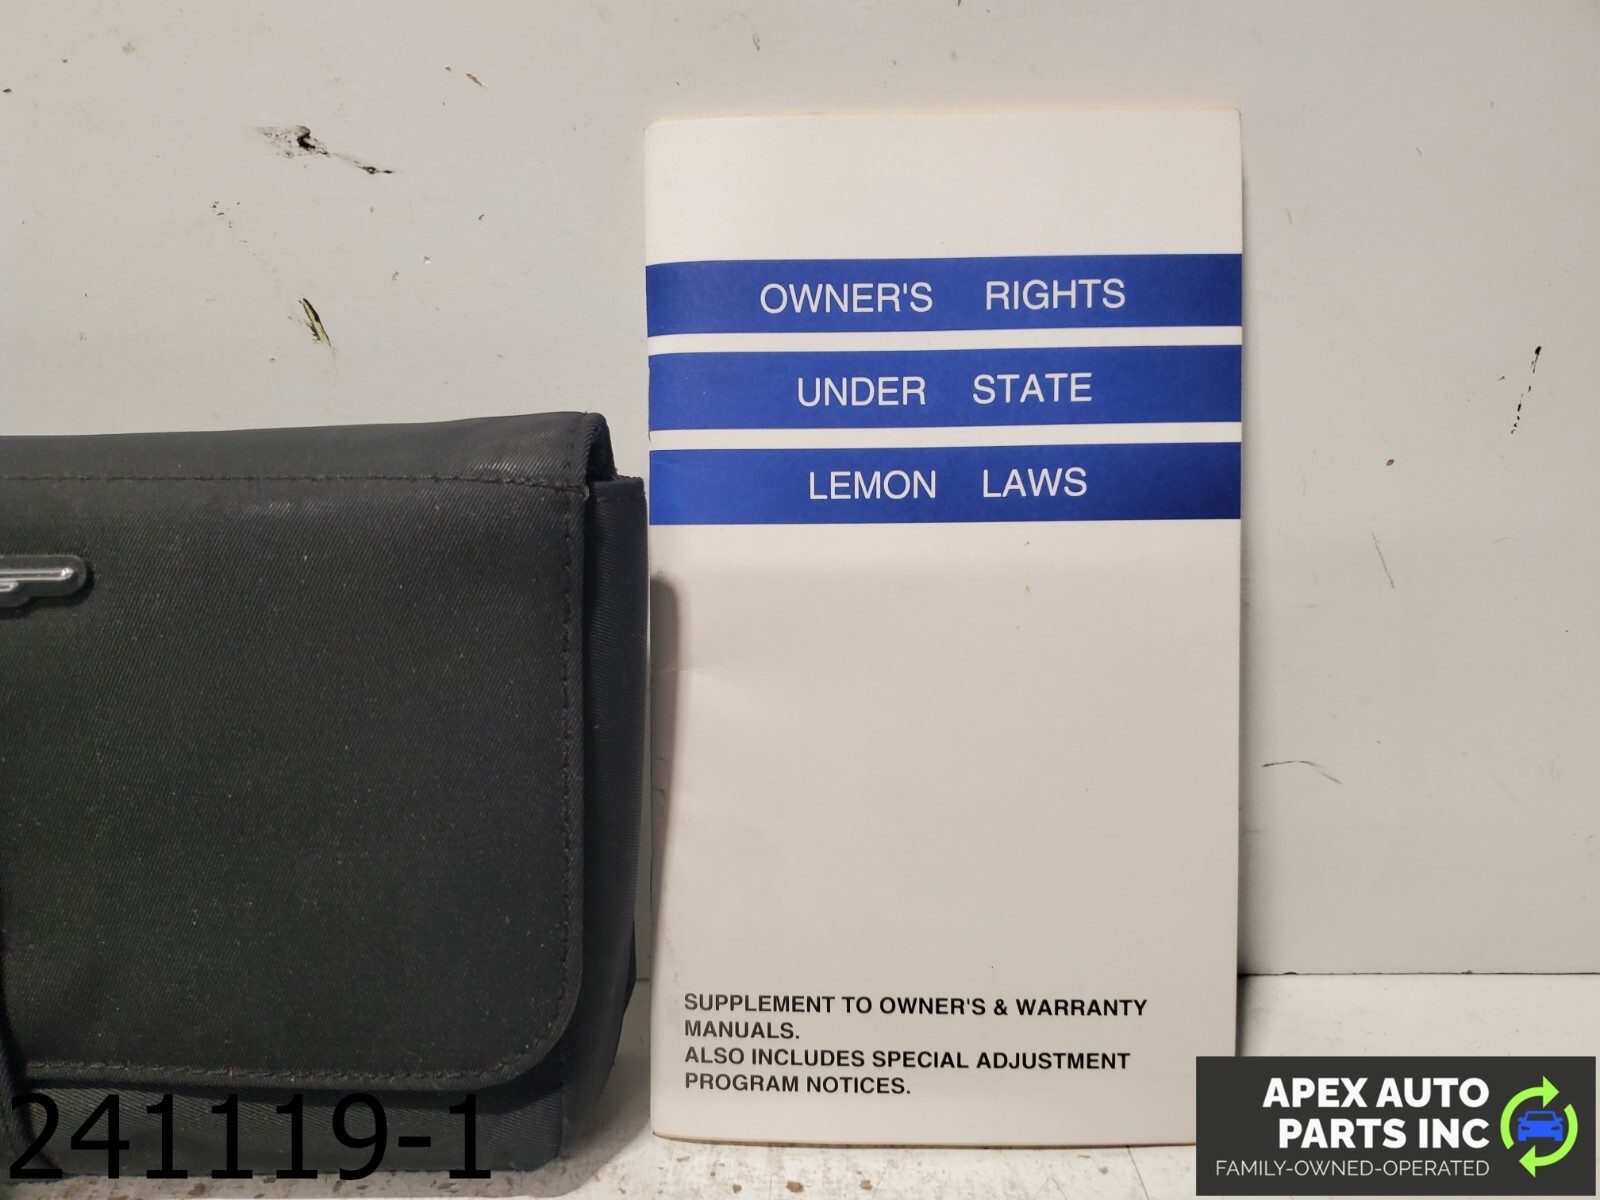 OWNER'S RIGHTS
UNDER STATE
LEMON LAWS
SUPPLEMENT TO OWNER'S & WARRANTY
MANUALS.
ALSO INCLUDES SPECIAL ADJUSTMENT
PROGRAM NOTICES.
241119-1
APEX AUTO
PARTS INC
FAMILY-OWNED-OPERATED